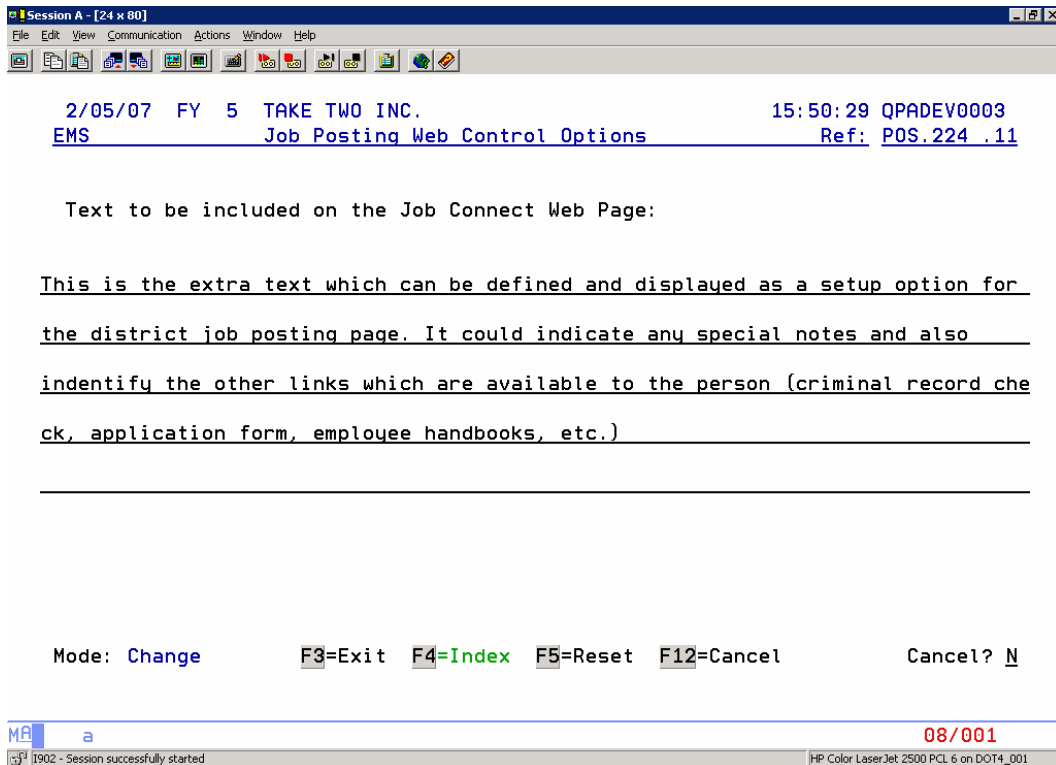 Session A - [24 x 80]
File Edit View Communication Actions Window Help
2/05/07 FY 5 TAKE TWO INC. 15:50:29 QPADEV0003
EMS Job Posting Web Control Options Ref: POS.224 .11
Text to be included on the Job Connect Web Page:
This is the extra text which can be defined and displayed as a setup option for
the district job posting page. It could indicate any special notes and also
indentify the other links which are available to the person (criminal record che
ck, application form, employee handbooks, etc.)
Mode: Change F3=Exit F4=Index F5=Reset F12=Cancel Cancel? N
MA a 08/001
I902 - Session successfully started HP Color LaserJet 2500 PCL 6 on DOT4_001